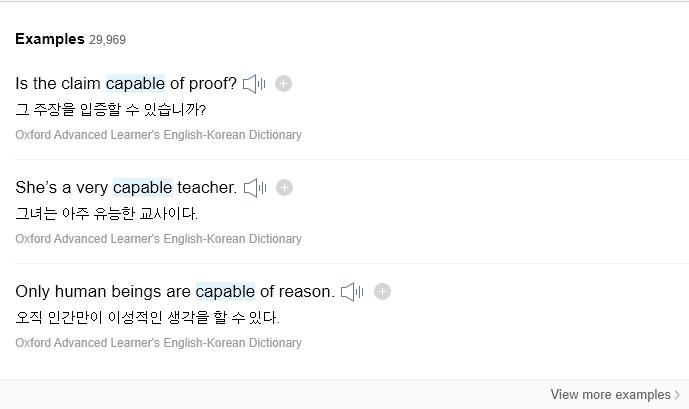 Examples 29,969
Is the claim capable of proof?
그 주장을 입증할 수 있습니까?
Oxford Advanced Learner's English-Korean Dictionary
She’s a very capable teacher.
그녀는 아주 유능한 교사이다.
Oxford Advanced Learner's English-Korean Dictionary
Only human beings are capable of reason.
오직 인간만이 이성적인 생각을 할 수 있다.
Oxford Advanced Learner's English-Korean Dictionary
View more examples